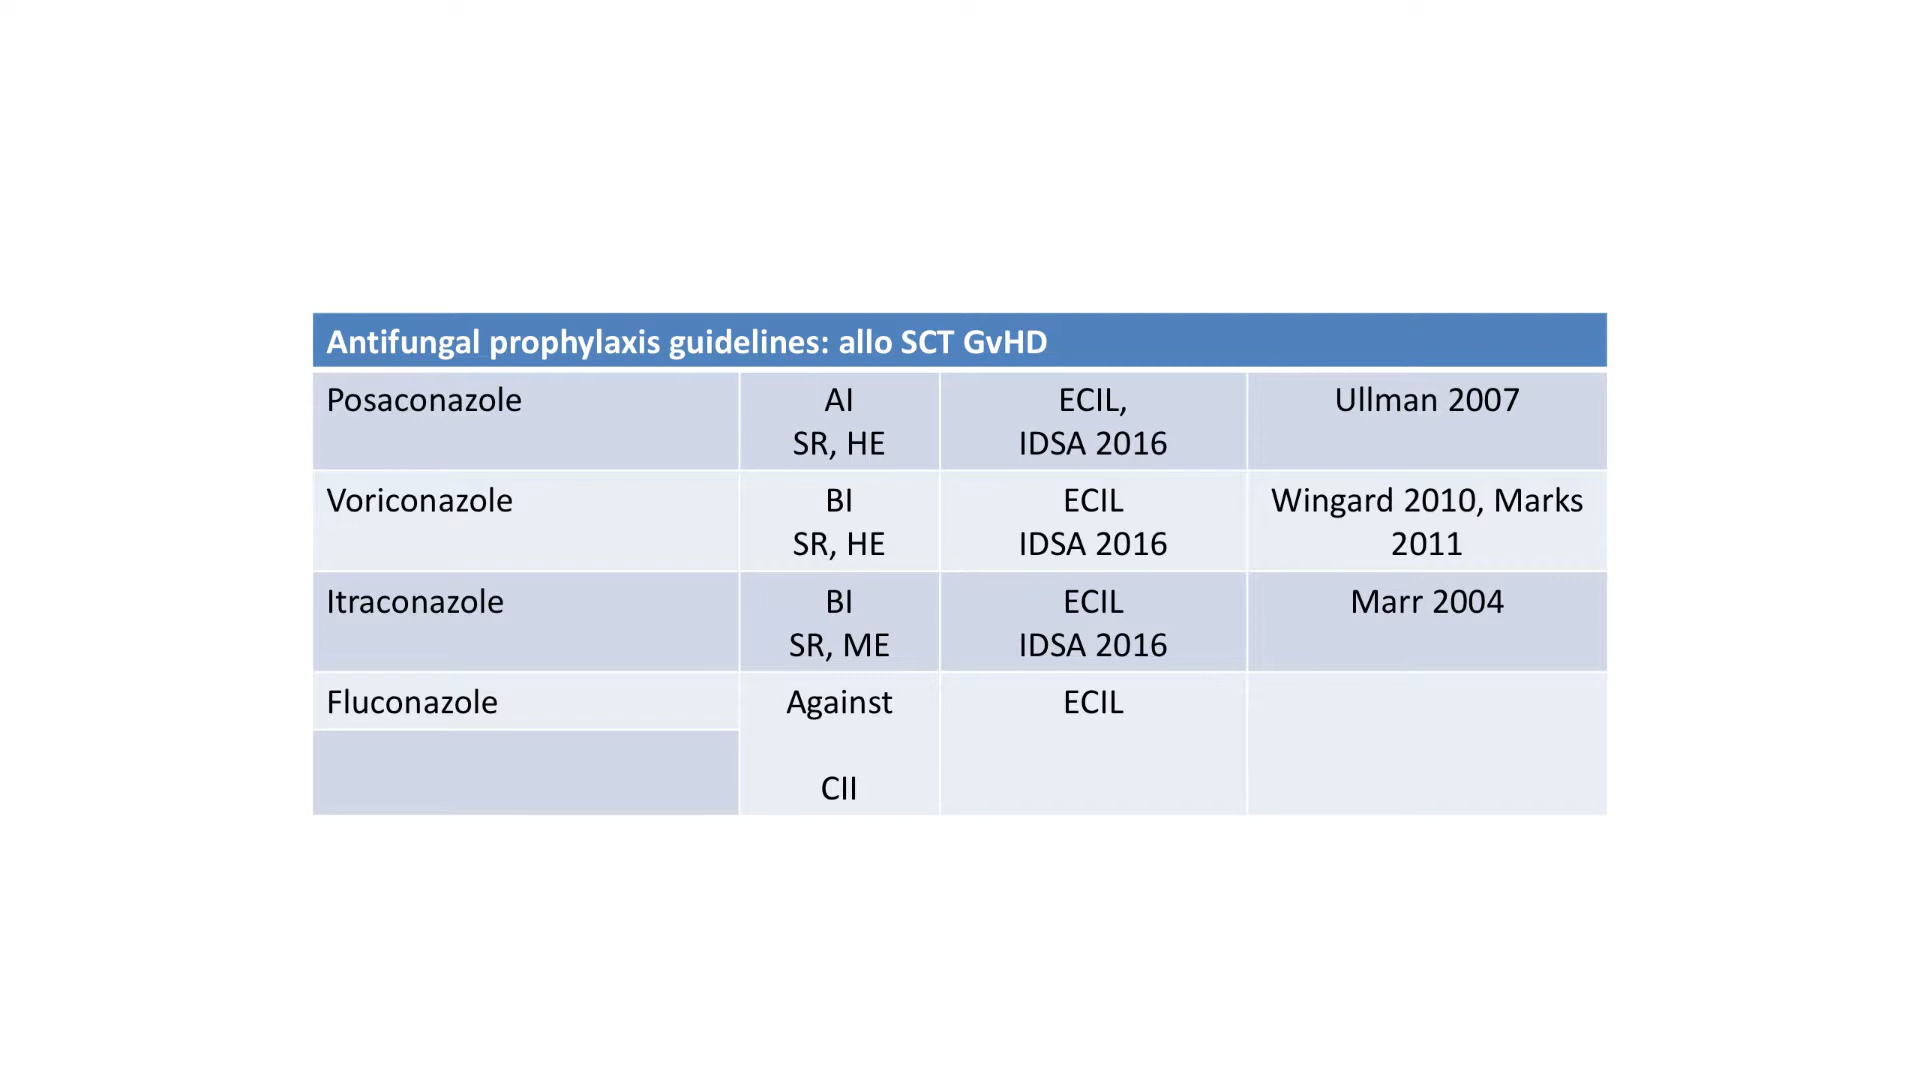 Antifungal prophylaxis guidelines: allo SCT GvHD
Posaconazole
AI
SR, HE
ECIL,
IDSA 2016
Ullman 2007
Voriconazole
BI
SR, HE
ECIL
IDSA 2016
Wingard 2010, Marks
2011
Itraconazole
BI
SR, ME
ECIL
IDSA 2016
Marr 2004
Fluconazole
Against
CII
ECIL